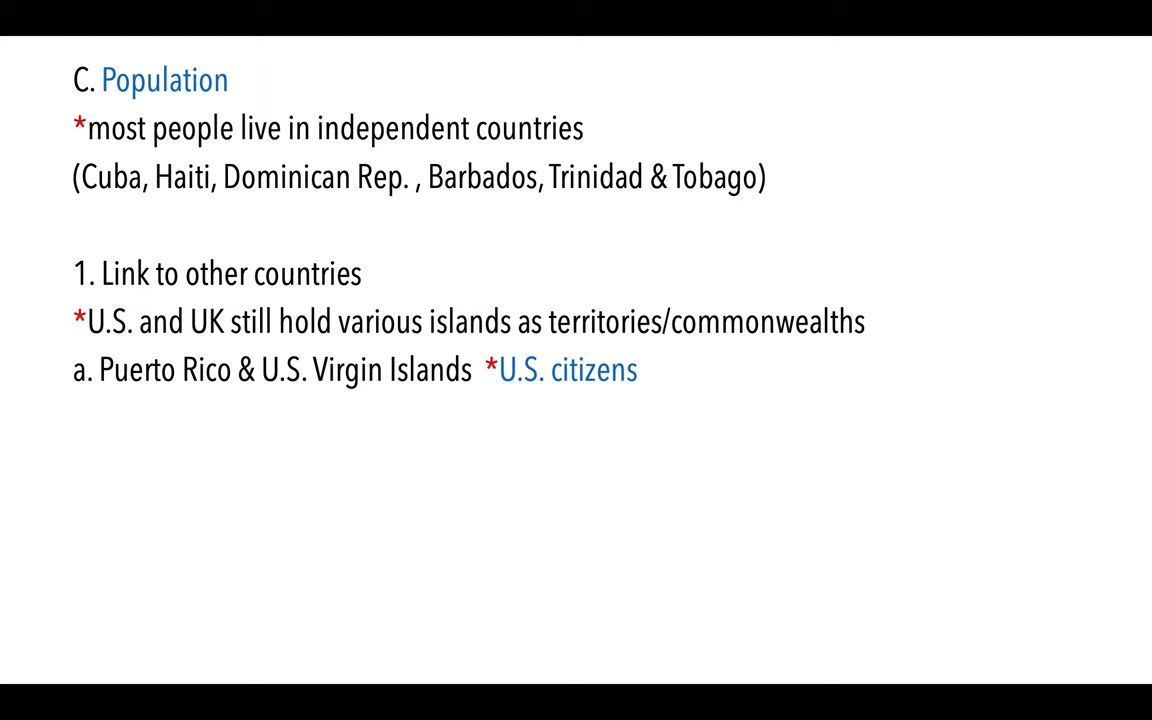 C. Population
*most people live in independent countries
(Cuba, Haiti, Dominican Rep. , Barbados, Trinidad & Tobago)
1. Link to other countries
*U.S. and UK still hold various islands as territories/commonwealths
a. Puerto Rico & U.S. Virgin Islands *U.S. citizens